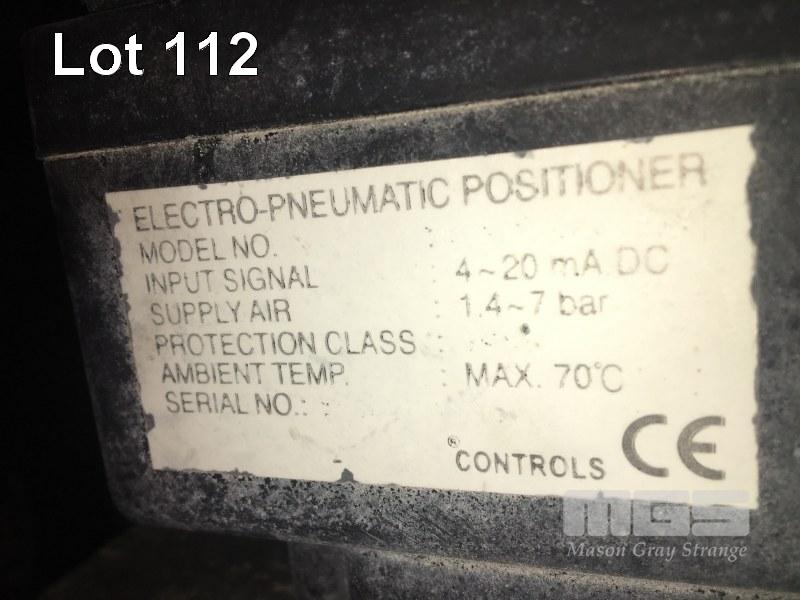 Lot 112
ELECTRO-PNEUMATIC POSITIONER
MODEL NO. :
INPUT SIGNAL : 4~20 mA DC
SUPPLY AIR : 1.4~7 bar
PROTECTION CLASS :
AMBIENT TEMP. : MAX. 70°C
SERIAL NO.:
® CONTROLS CE
MGS
Mason Gray Strange